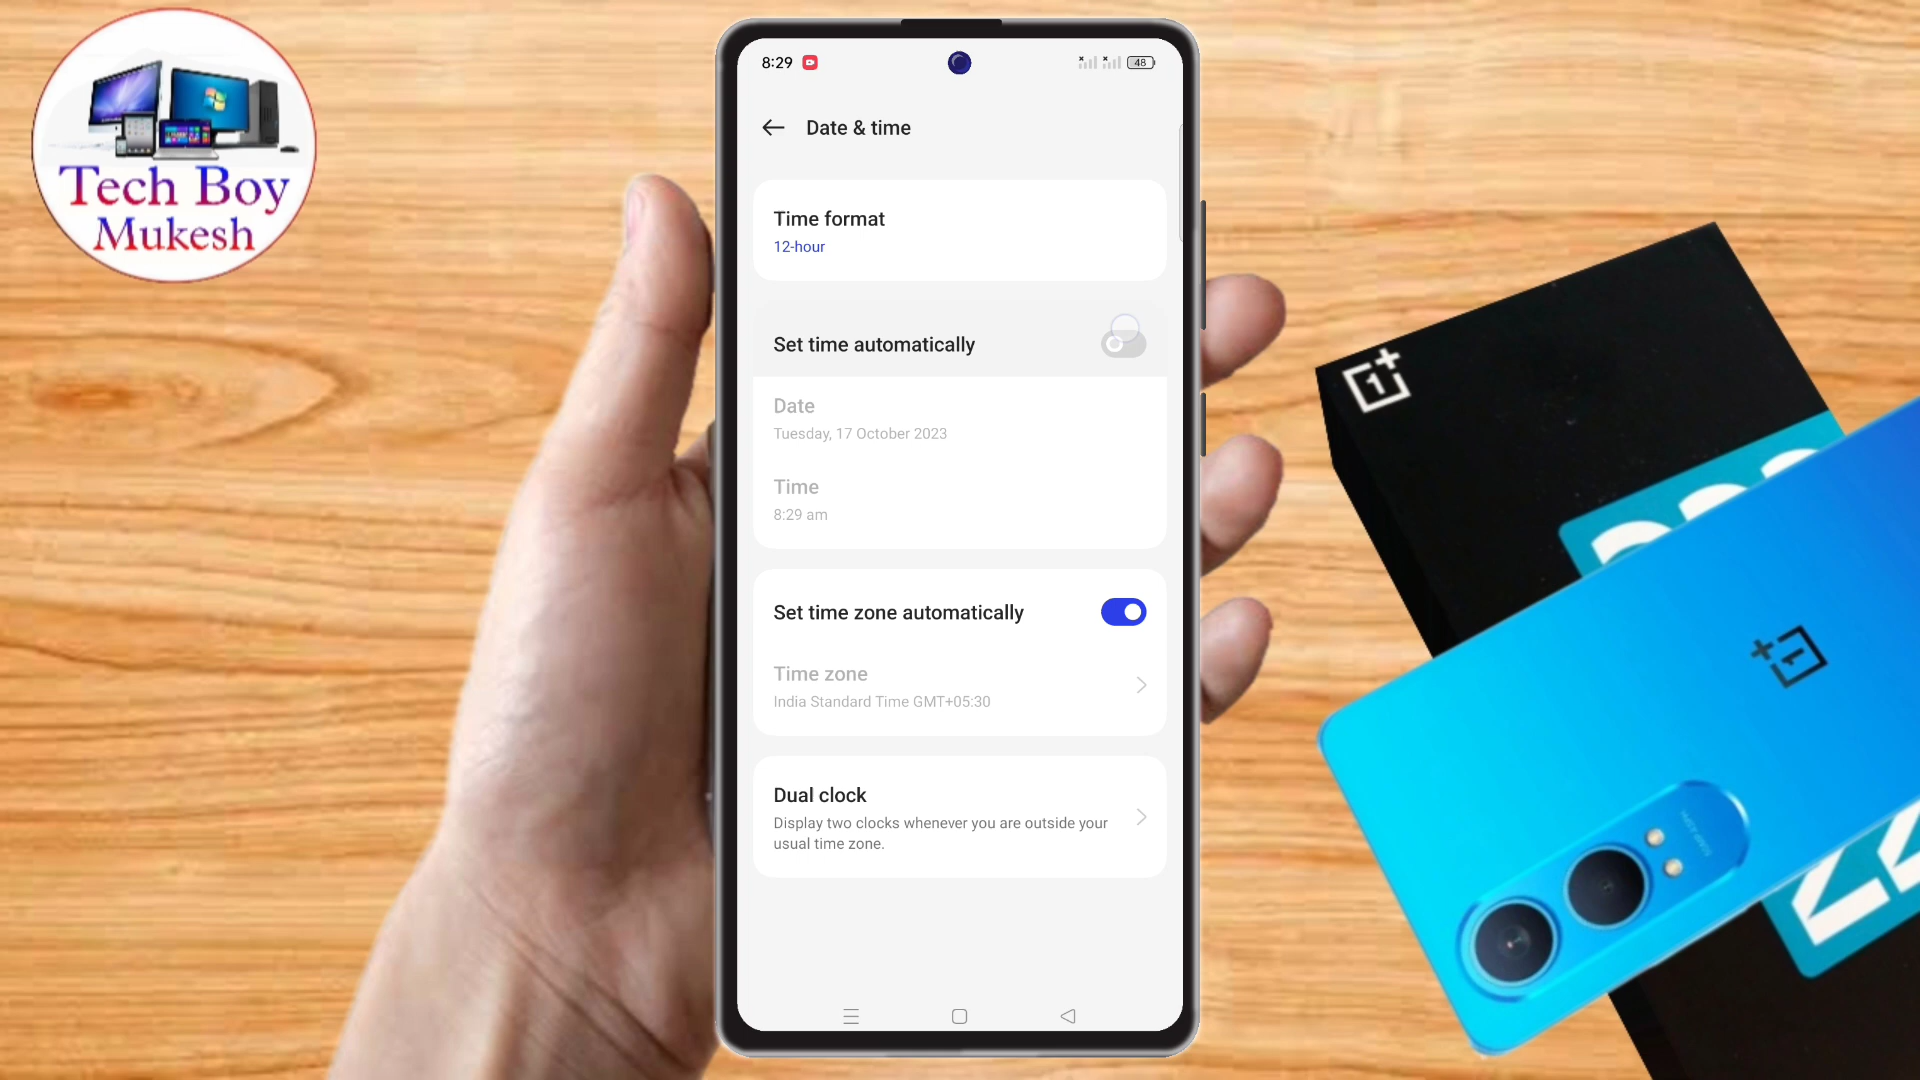 Tech Boy
Mukesh
8:29
48
Date & time
Time format
12-hour
Set time automatically
Date
Tuesday, 17 October 2023
Time
8:29 am
Set time zone automatically
Time zone
India Standard Time GMT+05:30
Dual clock
Display two clocks whenever you are outside your
usual time zone.
1+
1+